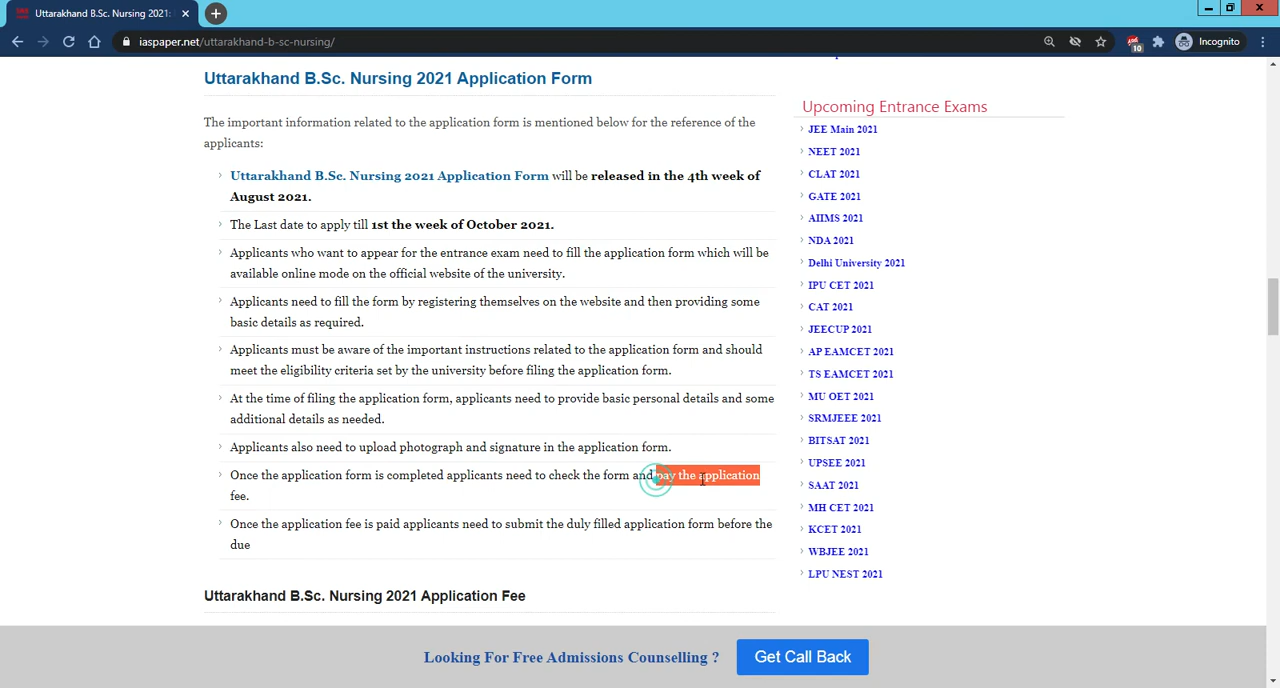 Uttarakhand B.Sc. Nursing 2021:
iaspaper.net/uttarakhand-b-sc-nursing/
10
Incognito
Uttarakhand B.Sc. Nursing 2021 Application Form
The important information related to the application form is mentioned below for the reference of the
applicants:
Uttarakhand B.Sc. Nursing 2021 Application Form will be released in the 4th week of
August 2021.
The Last date to apply till 1st the week of October 2021.
Applicants who want to appear for the entrance exam need to fill the application form which will be
available online mode on the official website of the university.
Applicants need to fill the form by registering themselves on the website and then providing some
basic details as required.
Applicants must be aware of the important instructions related to the application form and should
meet the eligibility criteria set by the university before filing the application form.
At the time of filing the application form, applicants need to provide basic personal details and some
additional details as needed.
Applicants also need to upload photograph and signature in the application form.
Once the application form is completed applicants need to check the form and pay the application
fee.
Once the application fee is paid applicants need to submit the duly filled application form before the
due
Uttarakhand B.Sc. Nursing 2021 Application Fee
Upcoming Entrance Exams
JEE Main 2021
NEET 2021
CLAT 2021
GATE 2021
AIIMS 2021
NDA 2021
Delhi University 2021
IPU CET 2021
CAT 2021
JEECUP 2021
AP EAMCET 2021
TS EAMCET 2021
MU OET 2021
SRMJEEE 2021
BITSAT 2021
UPSEE 2021
SAAT 2021
MH CET 2021
KCET 2021
WBJEE 2021
LPU NEST 2021
Looking For Free Admissions Counselling ?
Get Call Back